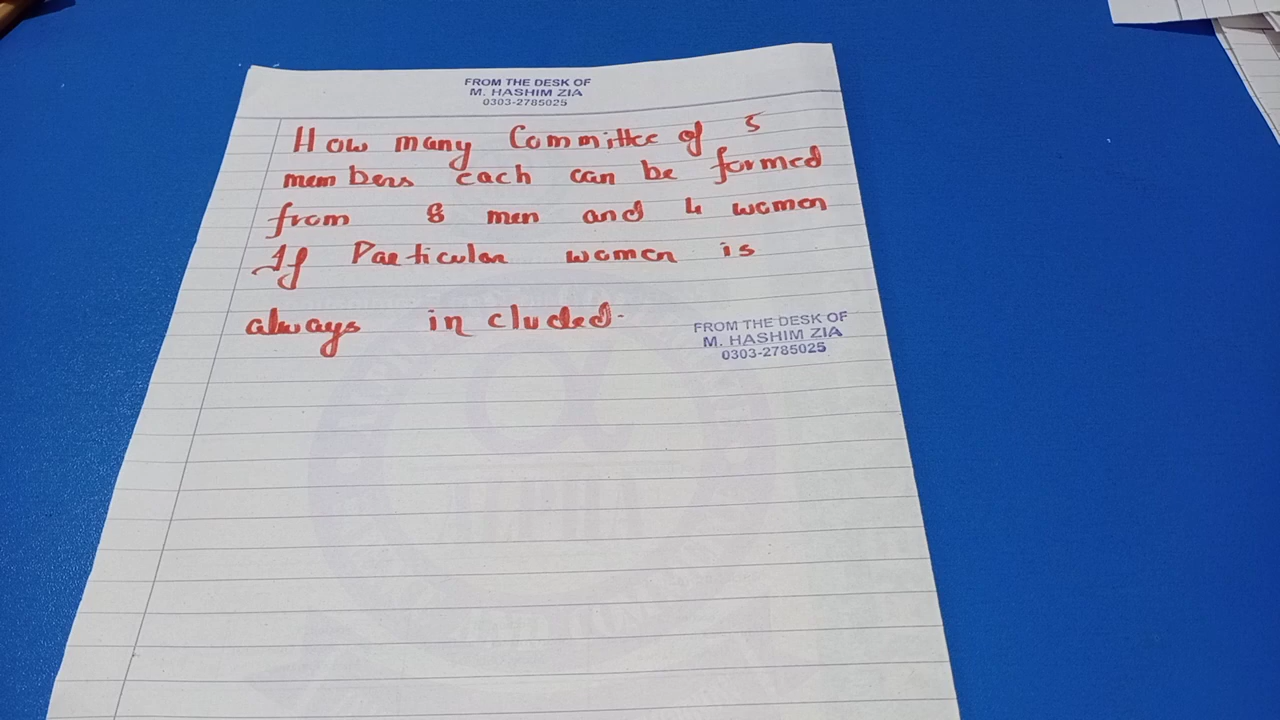 FROM THE DESK OF
M. HASHIM ZIA
0303-2785025
How many Committee of 5
members each can be formed
from 8 men and 4 women
If Particular women is
always included.
FROM THE DESK OF
M. HASHIM ZIA
0303-2785025